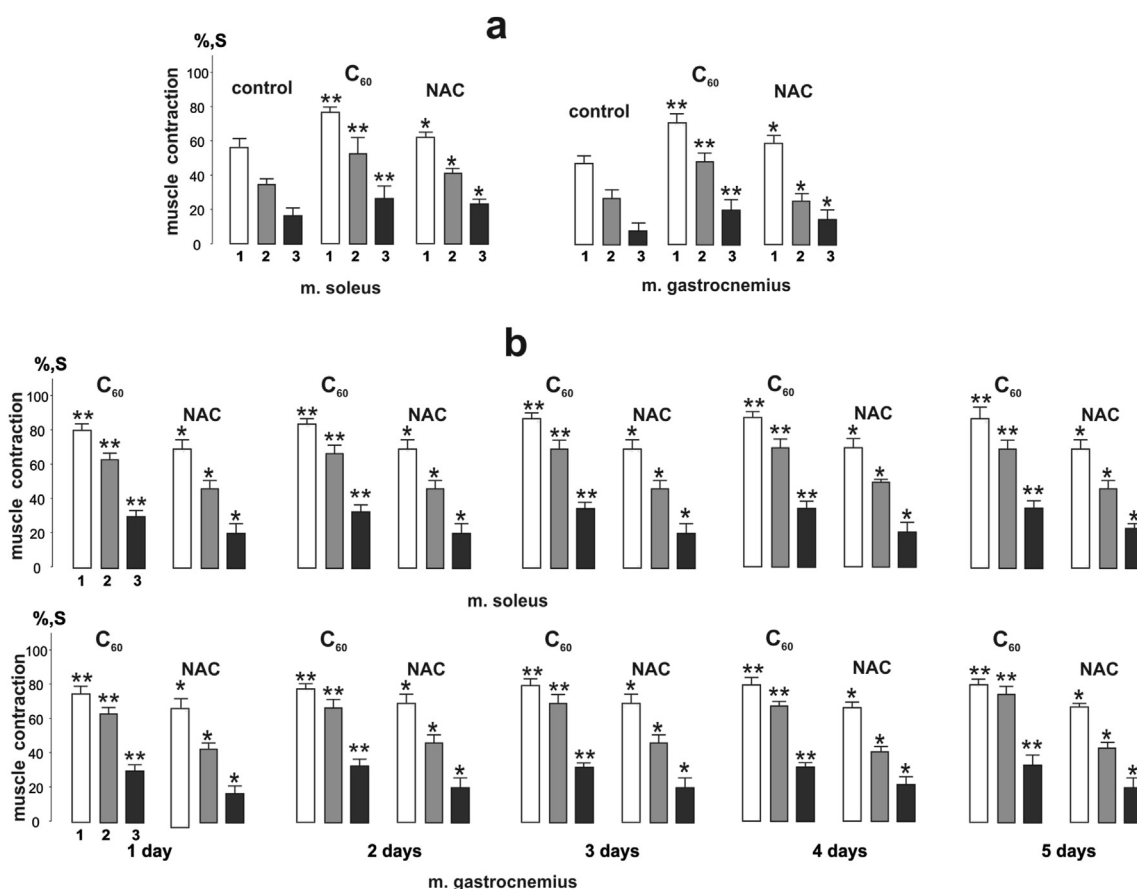 a
%,S
muscle contraction
100
80
60
40
20
0
control
C60
NAC
**
**
**
*
*
*
1 2 3 1 2 3 1 2 3
m. soleus
control
C60
NAC
**
**
**
*
*
*
1 2 3 1 2 3 1 2 3
m. gastrocnemius
b
%,S
muscle contraction
100
80
60
40
20
0
C60 NAC C60 NAC C60 NAC C60 NAC C60 NAC
** ** ** * * * ** ** ** * * * ** ** ** * * * ** ** ** * * * ** ** ** * * *
1 2 3
m. soleus
%,S
muscle contraction
100
80
60
40
20
0
C60 NAC C60 NAC C60 NAC C60 NAC C60 NAC
** ** ** * * * ** ** ** * * * ** ** ** * * * ** ** ** * * * ** ** ** * * *
1 2 3
1 day 2 days 3 days 4 days 5 days
m. gastrocnemius